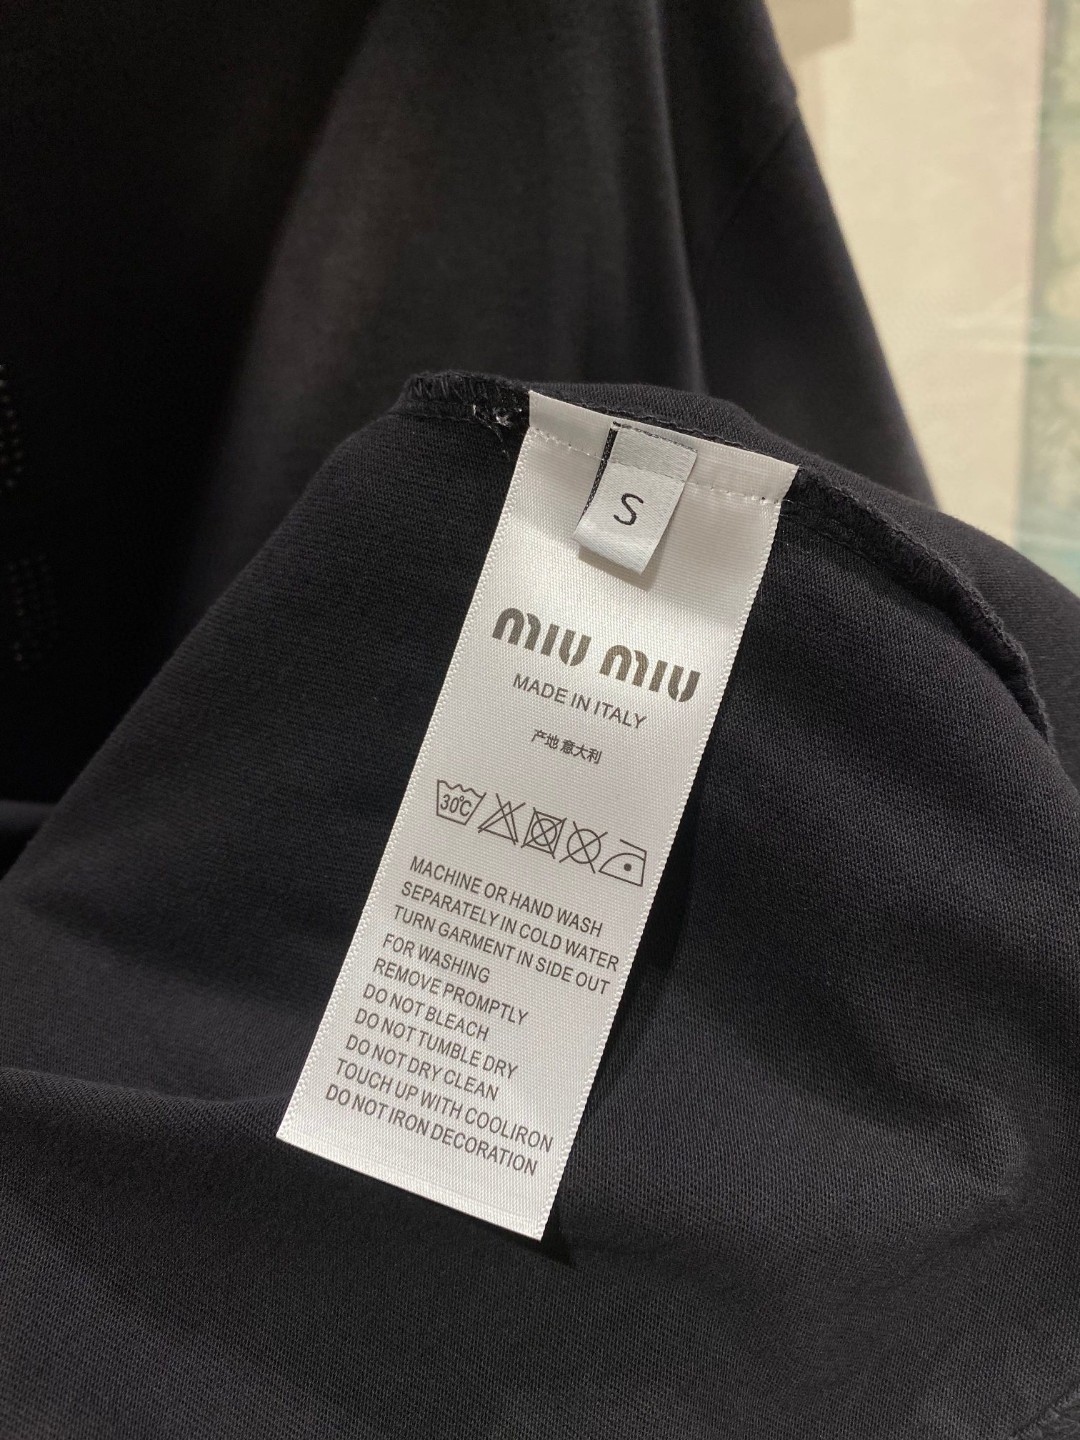 S
MIU MIU
MADE IN ITALY
产地 意大利
30℃
MACHINE OR HAND WASH
SEPARATELY IN COLD WATER
TURN GARMENT IN SIDE OUT
FOR WASHING
REMOVE PROMPTLY
DO NOT BLEACH
DO NOT TUMBLE DRY
DO NOT DRY CLEAN
TOUCH UP WITH COOLIRON
DO NOT IRON DECORATION